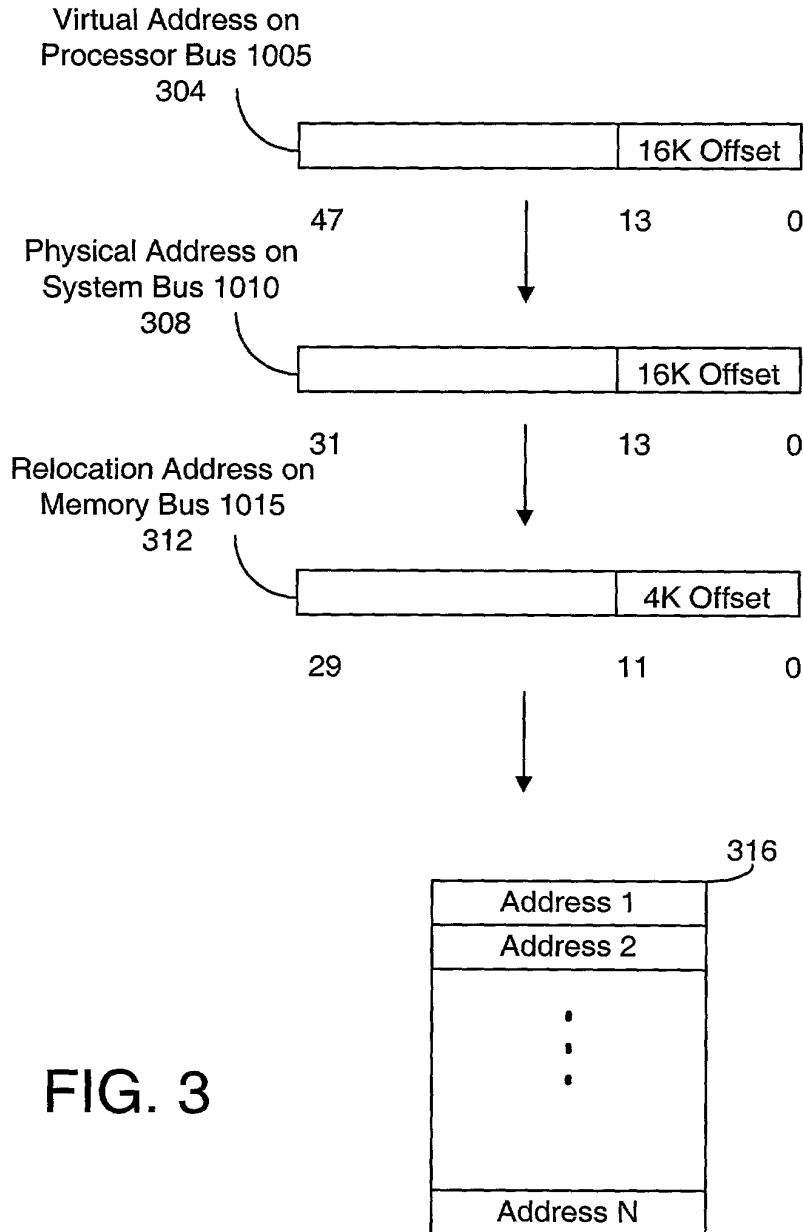 Virtual Address on
Processor Bus 1005
304
16K Offset
47 13 0
Physical Address on
System Bus 1010
308
16K Offset
31 13 0
Relocation Address on
Memory Bus 1015
312
4K Offset
29 11 0
316
Address 1
Address 2
Address N
FIG. 3